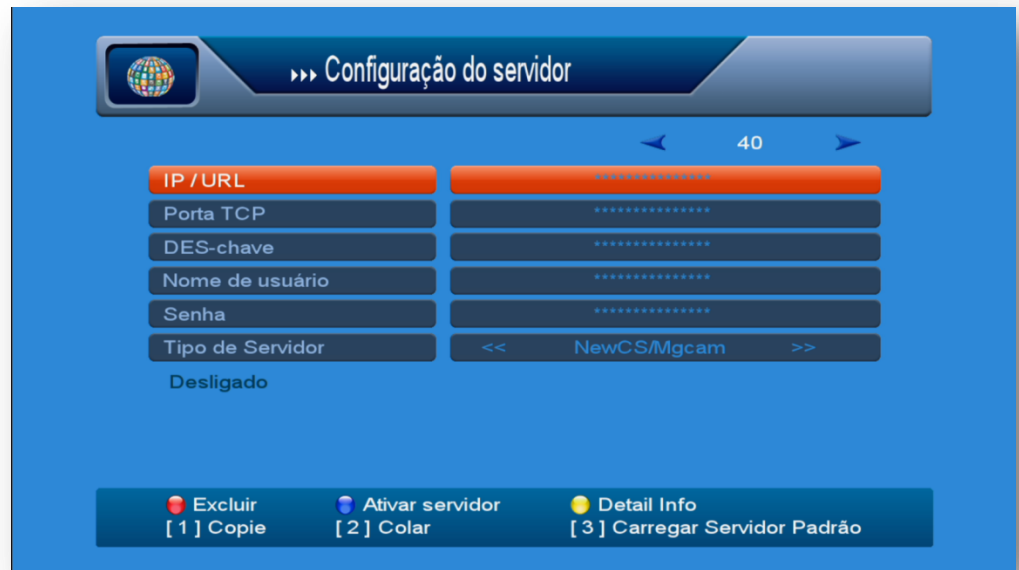 ▸▸▸ Configuração do servidor
40
IP / URL ***************
Porta TCP ***************
DES-chave ***************
Nome de usuário ***************
Senha ***************
Tipo de Servidor << NewCS/Mgcam >>
Desligado
Excluir Ativar servidor Detail Info
[ 1 ] Copie [ 2 ] Colar [ 3 ] Carregar Servidor Padrão